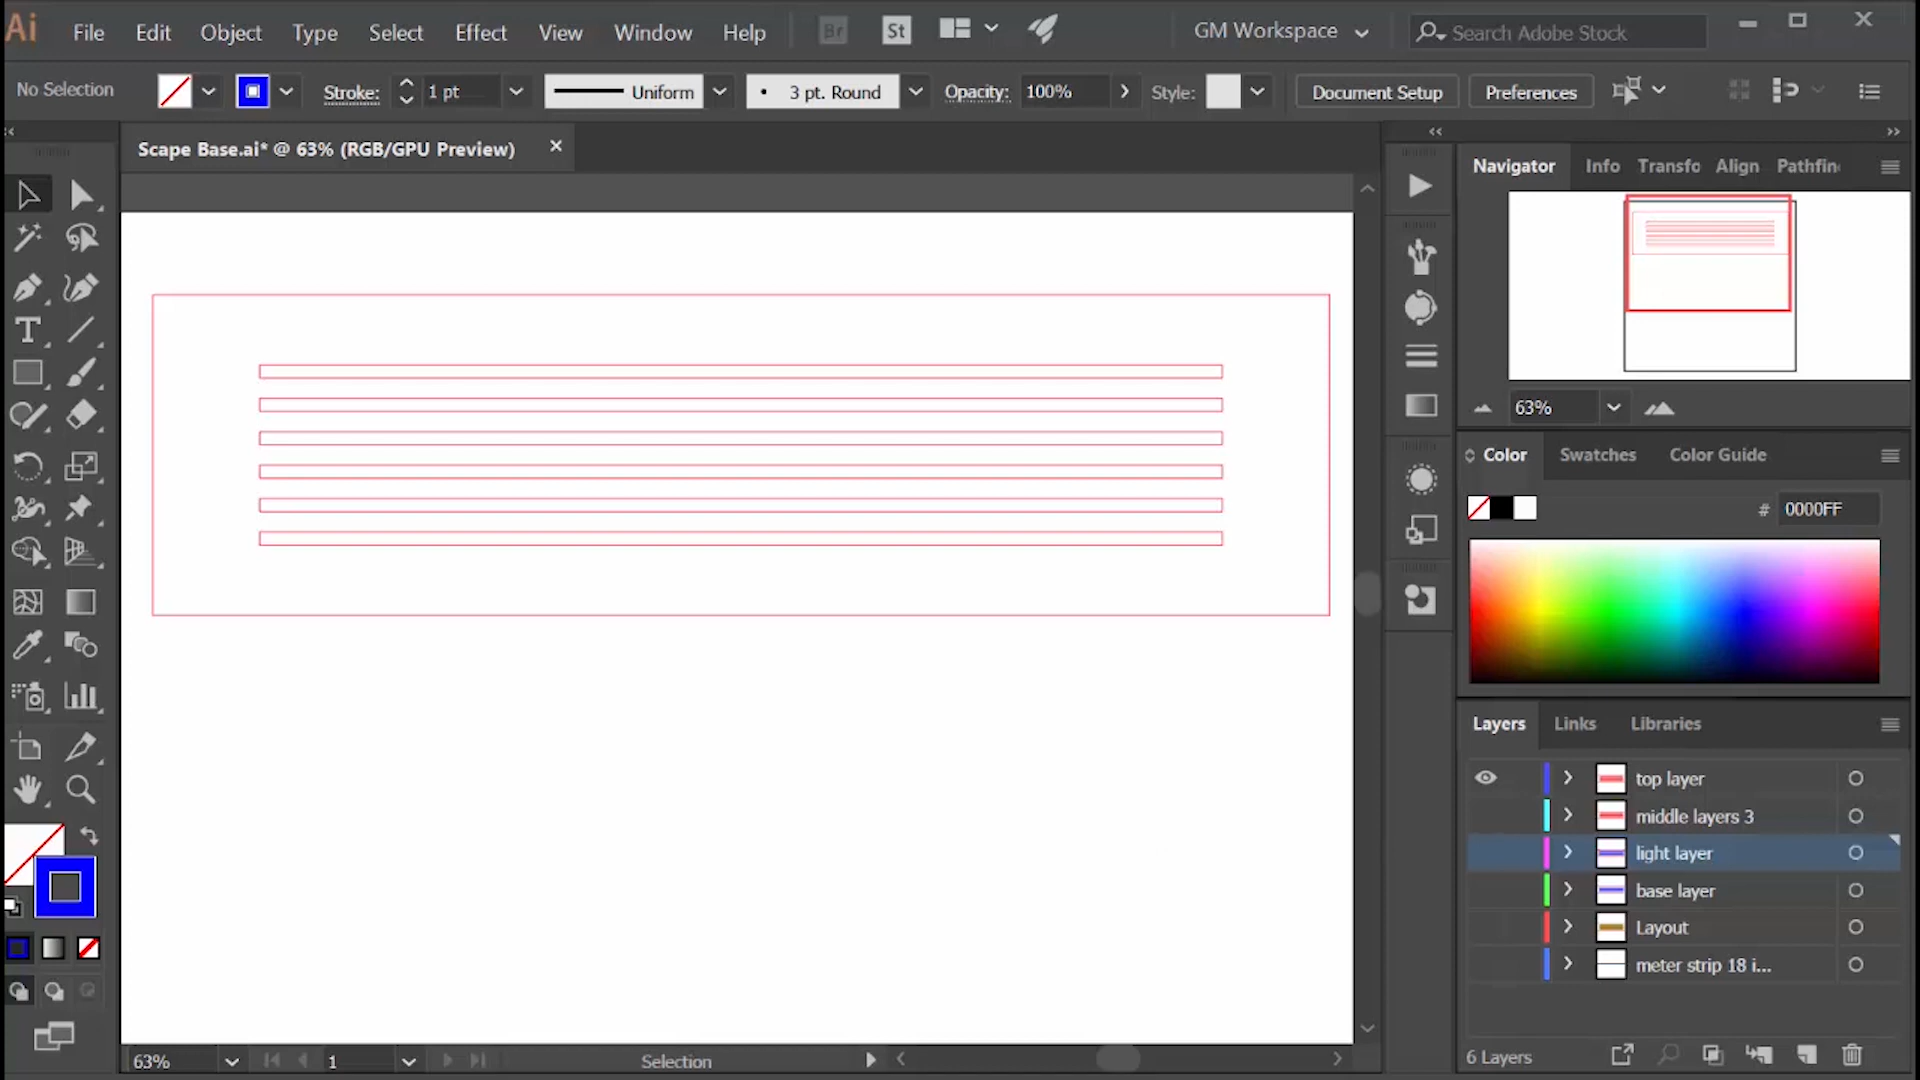 Ai File Edit Object Type Select Effect View Window Help Br St GM Workspace Search Adobe Stock
No Selection Stroke: 1 pt Uniform 3 pt. Round Opacity: 100% Style: Document Setup Preferences
Scape Base.ai* @ 63% (RGB/GPU Preview)
Navigator Info Transfo Align Pathfin
63%
Color Swatches Color Guide
# 0000FF
Layers Links Libraries
top layer
middle layers 3
light layer
base layer
Layout
meter strip 18 i...
6 Layers
63% 1 Selection